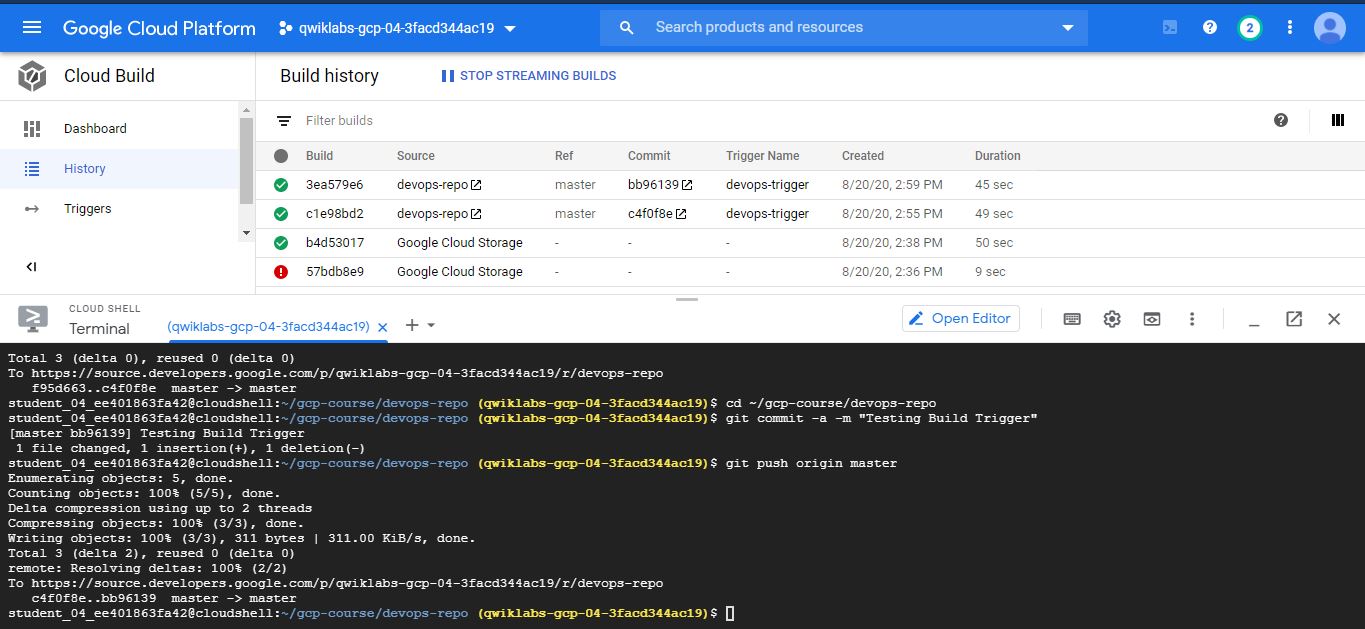 Google Cloud Platform qwiklabs-gcp-04-3facd344ac19 Search products and resources 2
Cloud Build
Build history STOP STREAMING BUILDS
Dashboard
History
Triggers
Filter builds
Build Source Ref Commit Trigger Name Created Duration
3ea579e6 devops-repo master bb96139 devops-trigger 8/20/20, 2:59 PM 45 sec
c1e98bd2 devops-repo master c4f0f8e devops-trigger 8/20/20, 2:55 PM 49 sec
b4d53017 Google Cloud Storage - - - 8/20/20, 2:38 PM 50 sec
57bdb8e9 Google Cloud Storage - - - 8/20/20, 2:36 PM 9 sec
CLOUD SHELL
Terminal (qwiklabs-gcp-04-3facd344ac19) Open Editor
Total 3 (delta 0), reused 0 (delta 0)
To https://source.developers.google.com/p/qwiklabs-gcp-04-3facd344ac19/r/devops-repo
f95d663..c4f0f8e master -> master
student_04_ee401863fa42@cloudshell:~/gcp-course/devops-repo (qwiklabs-gcp-04-3facd344ac19)$ cd ~/gcp-course/devops-repo
student_04_ee401863fa42@cloudshell:~/gcp-course/devops-repo (qwiklabs-gcp-04-3facd344ac19)$ git commit -a -m "Testing Build Trigger"
[master bb96139] Testing Build Trigger
1 file changed, 1 insertion(+), 1 deletion(-)
student_04_ee401863fa42@cloudshell:~/gcp-course/devops-repo (qwiklabs-gcp-04-3facd344ac19)$ git push origin master
Enumerating objects: 5, done.
Counting objects: 100% (5/5), done.
Delta compression using up to 2 threads
Compressing objects: 100% (3/3), done.
Writing objects: 100% (3/3), 311 bytes | 311.00 KiB/s, done.
Total 3 (delta 2), reused 0 (delta 0)
remote: Resolving deltas: 100% (2/2)
To https://source.developers.google.com/p/qwiklabs-gcp-04-3facd344ac19/r/devops-repo
c4f0f8e..bb96139 master -> master
student_04_ee401863fa42@cloudshell:~/gcp-course/devops-repo (qwiklabs-gcp-04-3facd344ac19)$